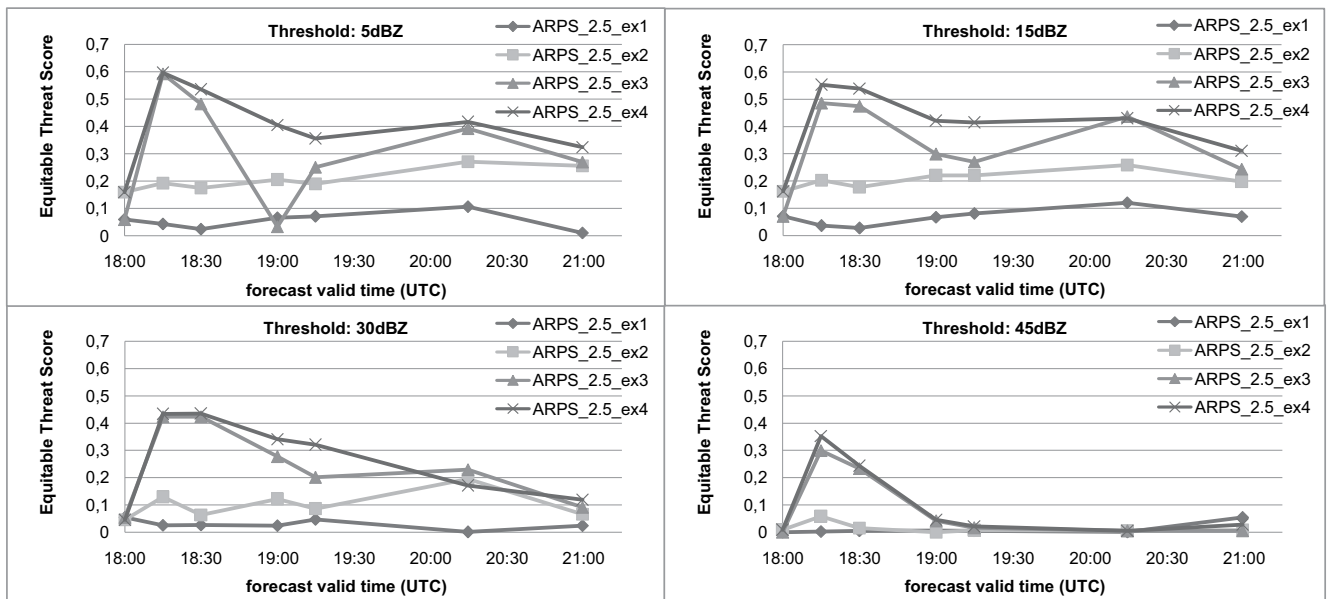 Threshold: 5dBZ
ARPS_2.5_ex1
ARPS_2.5_ex2
ARPS_2.5_ex3
ARPS_2.5_ex4
Equitable Threat Score
0,7
0,6
0,5
0,4
0,3
0,2
0,1
0
18:00 18:30 19:00 19:30 20:00 20:30 21:00
forecast valid time (UTC)
Threshold: 15dBZ
ARPS_2.5_ex1
ARPS_2.5_ex2
ARPS_2.5_ex3
ARPS_2.5_ex4
Equitable Threat Score
0,7
0,6
0,5
0,4
0,3
0,2
0,1
0
18:00 18:30 19:00 19:30 20:00 20:30 21:00
forecast valid time (UTC)
Threshold: 30dBZ
ARPS_2.5_ex1
ARPS_2.5_ex2
ARPS_2.5_ex3
ARPS_2.5_ex4
Equitable Threat Score
0,7
0,6
0,5
0,4
0,3
0,2
0,1
0
18:00 18:30 19:00 19:30 20:00 20:30 21:00
forecast valid time (UTC)
Threshold: 45dBZ
ARPS_2.5_ex1
ARPS_2.5_ex2
ARPS_2.5_ex3
ARPS_2.5_ex4
Equitable Threat Score
0,7
0,6
0,5
0,4
0,3
0,2
0,1
0
18:00 18:30 19:00 19:30 20:00 20:30 21:00
forecast valid time (UTC)